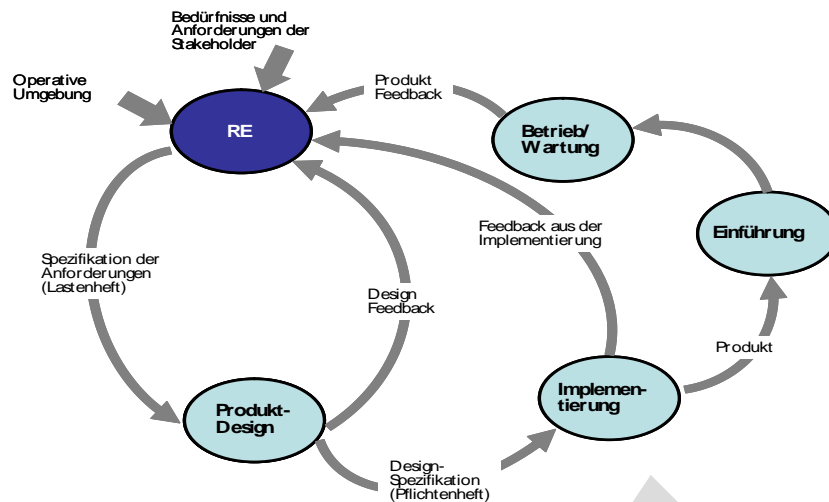 Bedürfnisse und
Anforderungen der
Stakeholder
Operative
Umgebung
RE
Produkt
Feedback
Betrieb/
Wartung
Einführung
Feedback aus der
Implementierung
Spezifikation der
Anforderungen
(Lastenheft)
Design
Feedback
Produkt
Produkt-
Design
Implemen-
tierung
Design-
Spezifikation
(Pflichtenheft)